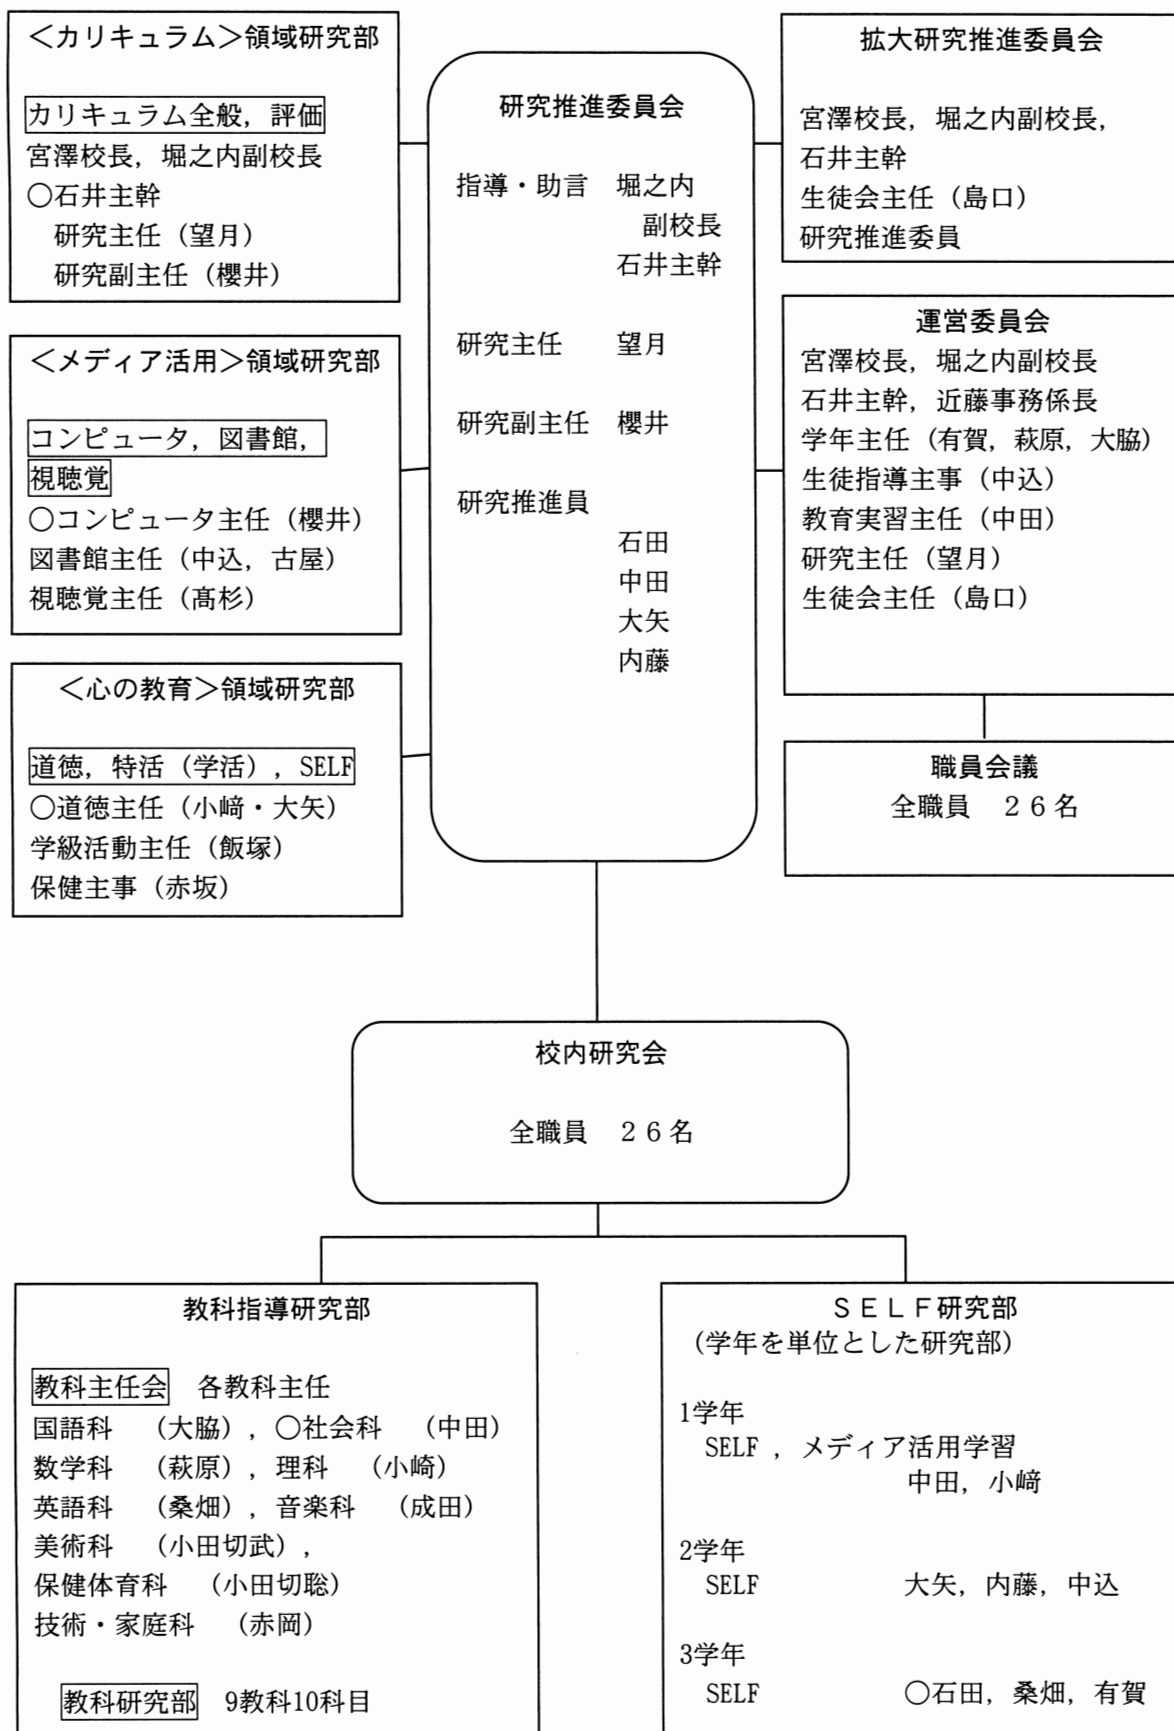 ＜カリキュラム＞領域研究部
カリキュラム全般，評価
宮澤校長，堀之内副校長
○石井主幹
研究主任（望月）
研究副主任（櫻井）
＜メディア活用＞領域研究部
コンピュータ，図書館，
視聴覚
○コンピュータ主任（櫻井）
図書館主任（中込，古屋）
視聴覚主任（髙杉）
＜心の教育＞領域研究部
道徳，特活（学活），SELF
○道徳主任（小﨑・大矢）
学級活動主任（飯塚）
保健主事（赤坂）
研究推進委員会
指導・助言　堀之内
副校長
石井主幹
研究主任　望月
研究副主任　櫻井
研究推進員
石田
中田
大矢
内藤
拡大研究推進委員会
宮澤校長，堀之内副校長，
石井主幹
生徒会主任（島口）
研究推進委員
運営委員会
宮澤校長，堀之内副校長
石井主幹，近藤事務係長
学年主任（有賀，萩原，大脇）
生徒指導主事（中込）
教育実習主任（中田）
研究主任（望月）
生徒会主任（島口）
職員会議
全職員　２６名
校内研究会
全職員　２６名
教科指導研究部
教科主任会　各教科主任
国語科　（大脇），○社会科　（中田）
数学科　（萩原），理科　（小崎）
英語科　（桑畑），音楽科　（成田）
美術科　（小田切武），
保健体育科　（小田切聡）
技術・家庭科　（赤岡）
教科研究部　9教科10科目
ＳＥＬＦ研究部
（学年を単位とした研究部）
1学年
SELF ，メディア活用学習
中田，小﨑
2学年
SELF　大矢，内藤，中込
3学年
SELF　○石田，桑畑，有賀